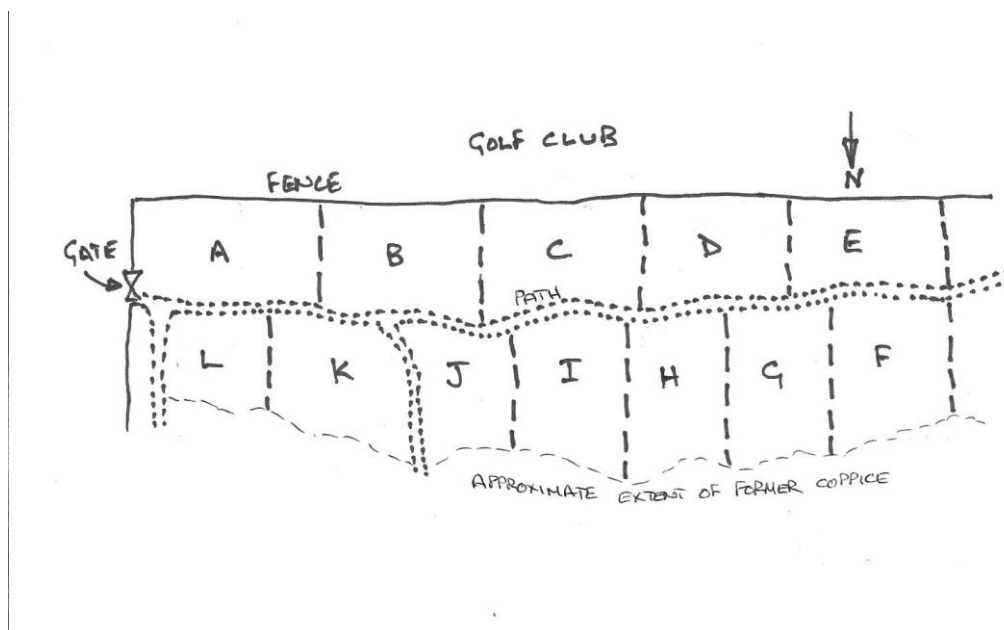 GOLF CLUB
N
FENCE
GATE
A
B
C
D
E
PATH
L
K
J
I
H
G
F
APPROXIMATE EXTENT OF FORMER COPPICE